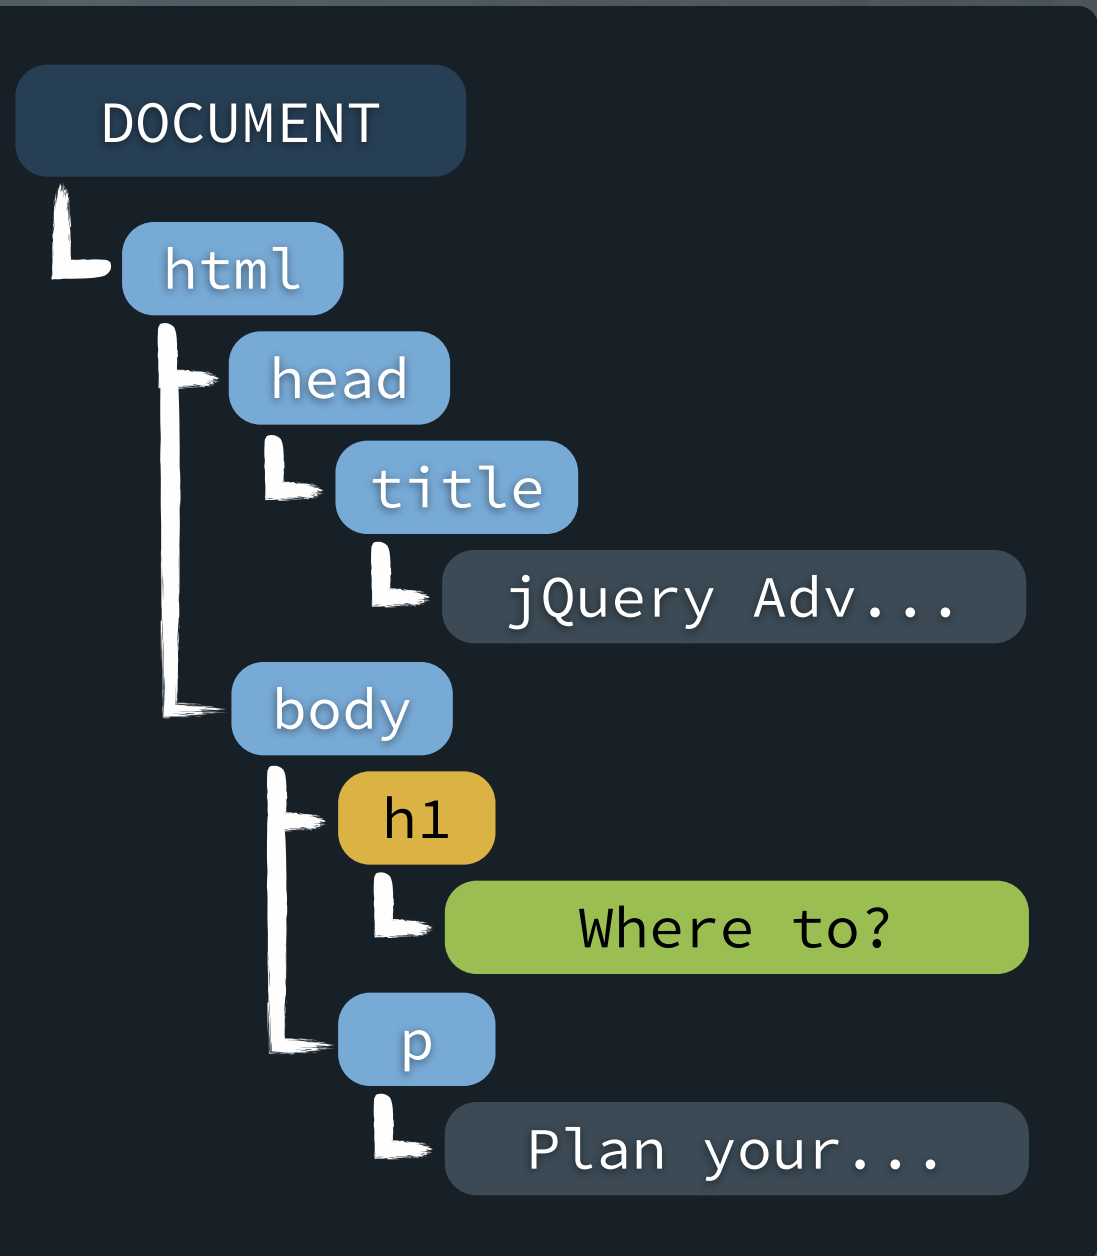 DOCUMENT
html
head
title
jQuery Adv...
body
h1
Where to?
p
Plan your...